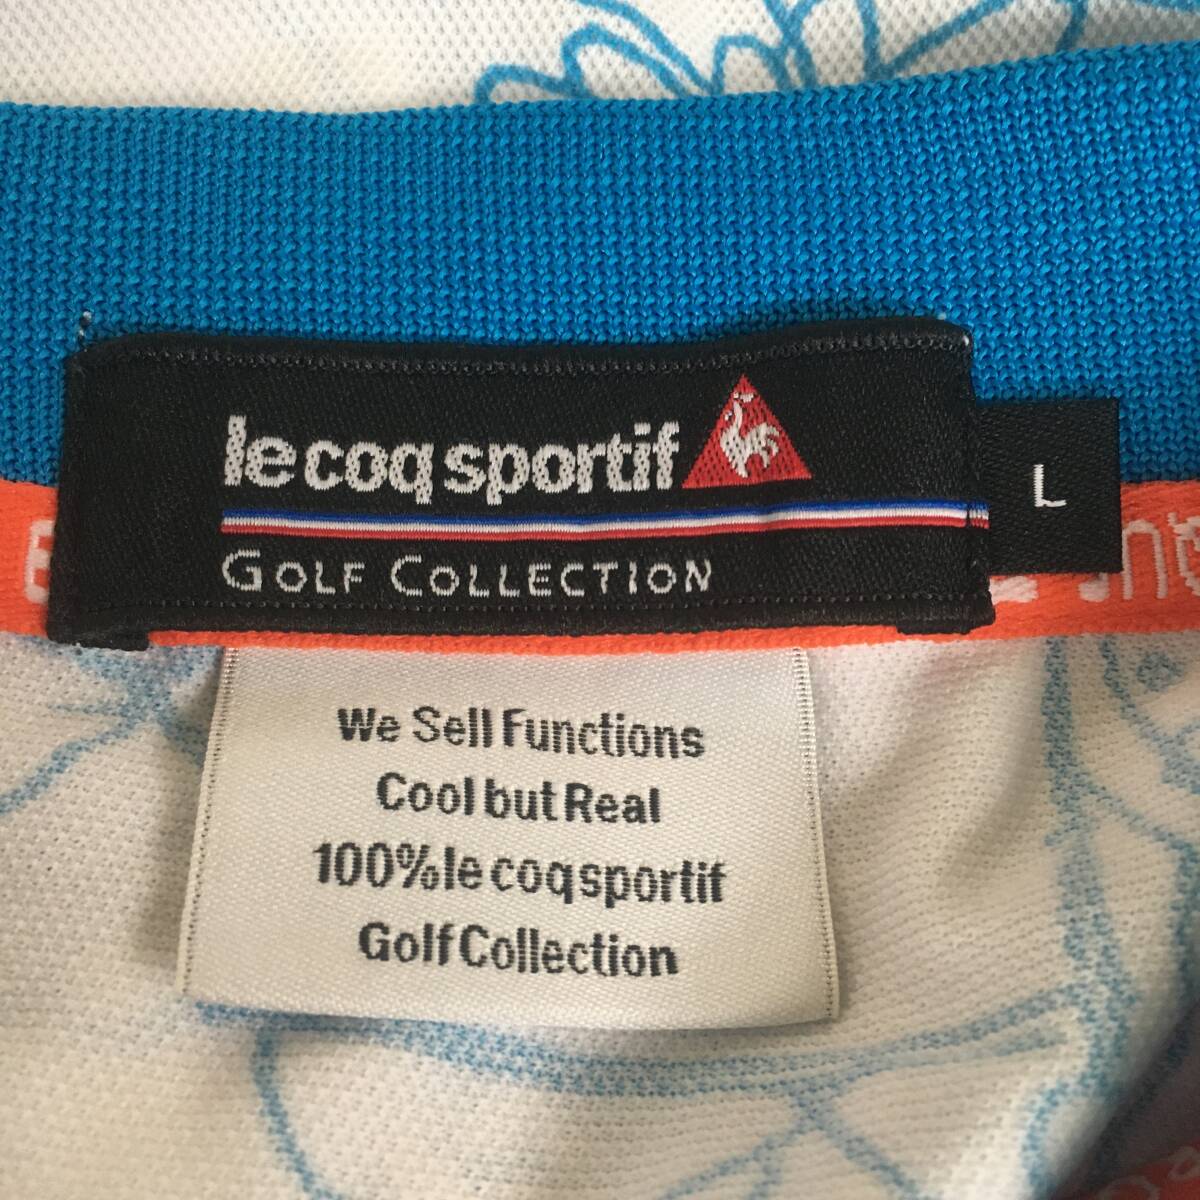 le coq sportif
L
GOLF COLLECTION
We Sell Functions
Cool but Real
100% le coq sportif
Golf Collection